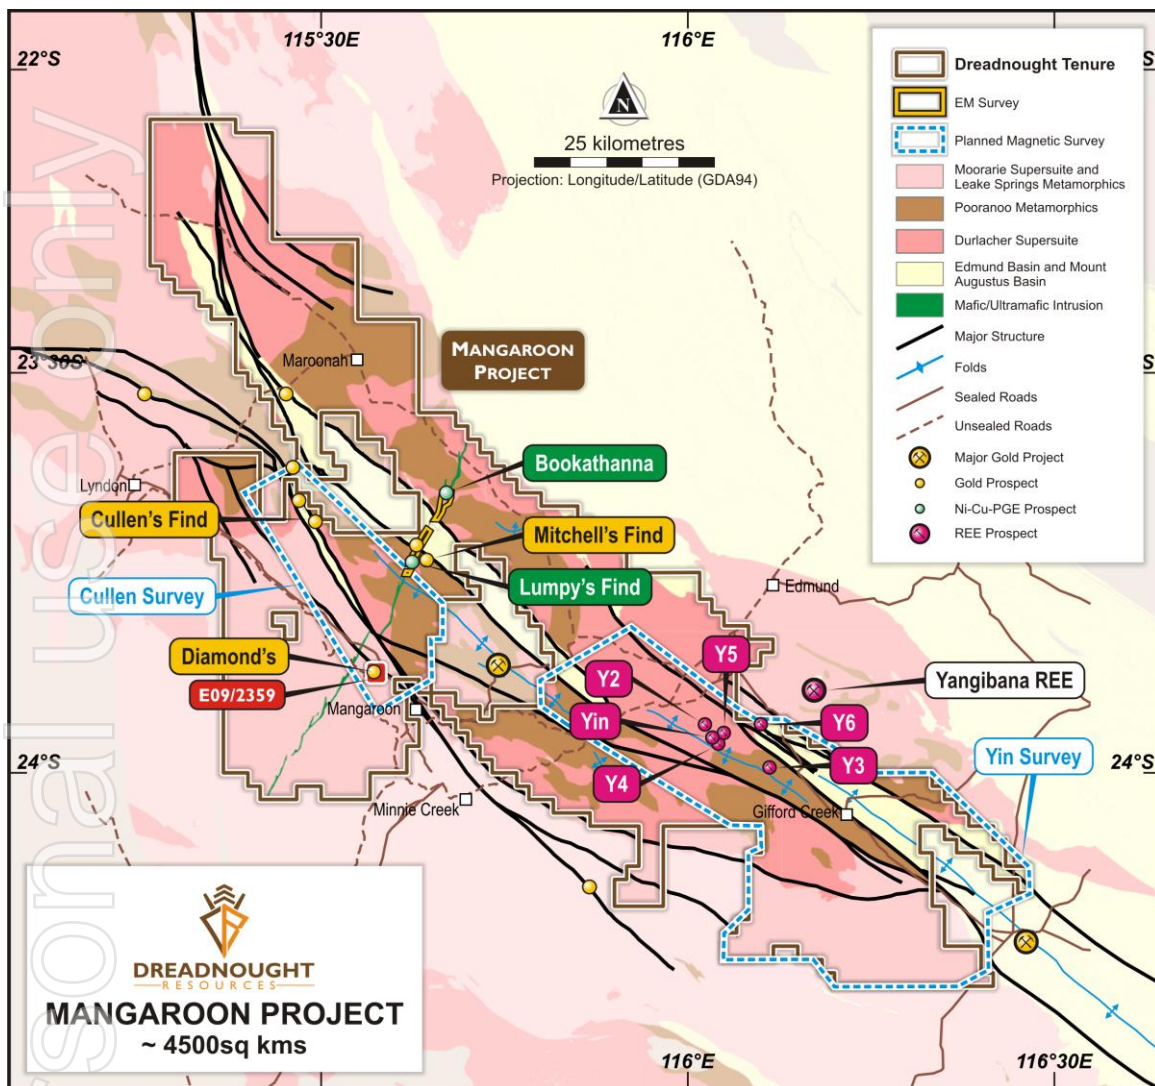 115°30E
116°E
22°S
S
N
25 kilometres
Projection: Longitude/Latitude (GDA94)
Dreadnought Tenure
EM Survey
Planned Magnetic Survey
Moorarie Supersuite and
Leake Springs Metamorphics
Pooranoo Metamorphics
Durlacher Supersuite
Edmund Basin and Mount
Augustus Basin
Mafic/Ultramafic Intrusion
Major Structure
Folds
Sealed Roads
Unsealed Roads
Major Gold Project
Gold Prospect
Ni-Cu-PGE Prospect
REE Prospect
23°30S
S
Maroonah
MANGAROON
PROJECT
Bookathanna
Lyndon
Cullen's Find
Mitchell's Find
Cullen Survey
Lumpy's Find
Edmund
Diamond's
E09/2359
Mangaroon
Y5
Y2
Yangibana REE
Yin
Y6
Yin Survey
Y4
Y3
24°S
24°S
Minnie Creek
Gifford Creek
DREADNOUGHT
RESOURCES
MANGAROON PROJECT
~ 4500sq kms
116°E
116°30E
sonal use only